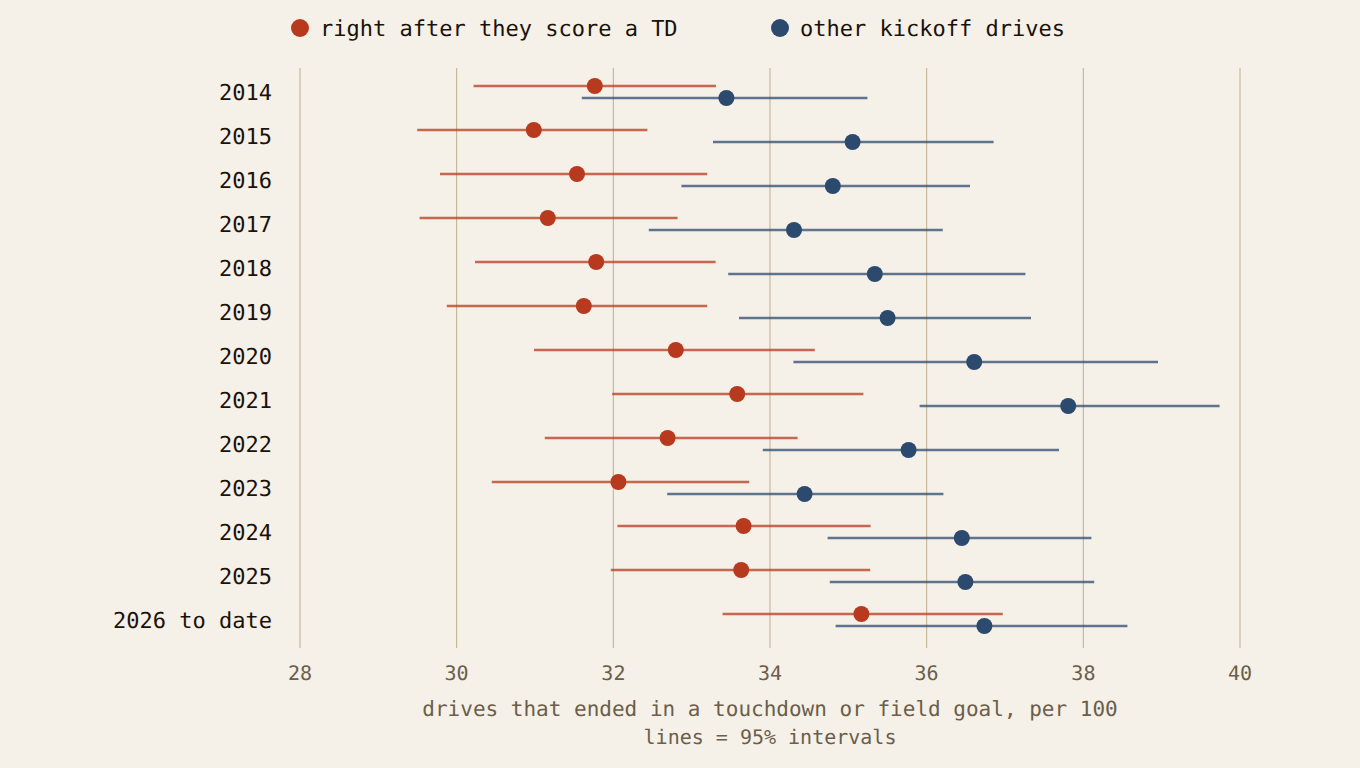 right after they score a TD
other kickoff drives
2014
2015
2016
2017
2018
2019
2020
2021
2022
2023
2024
2025
2026 to date
28 30 32 34 36 38 40
drives that ended in a touchdown or field goal, per 100
lines = 95% intervals